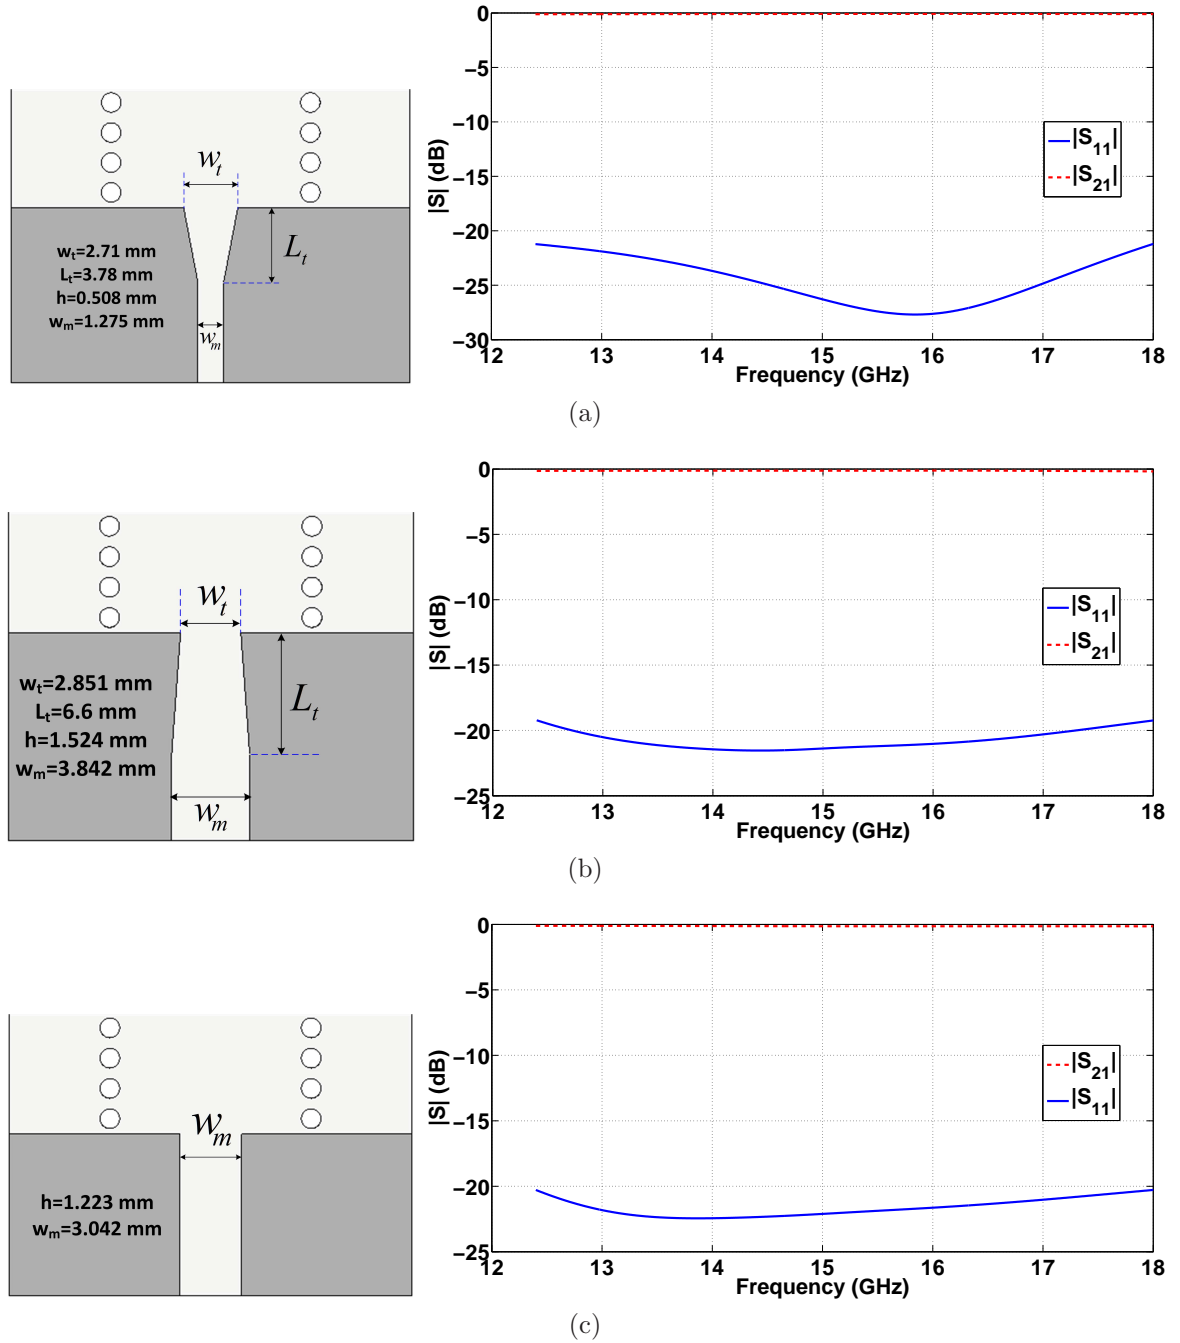 w_t
L_t
w_t=2.71 mm
L_t=3.78 mm
h=0.508 mm
w_m=1.275 mm
w_m
|S| (dB)
0
−5
−10
−15
−20
−25
−30
|S_11|
|S_21|
12 13 14 15 16 17 18
Frequency (GHz)
(a)
w_t
L_t
w_t=2.851 mm
L_t=6.6 mm
h=1.524 mm
w_m=3.842 mm
w_m
|S| (dB)
0
−5
−10
−15
−20
−25
|S_11|
|S_21|
12 13 14 15 16 17 18
Frequency (GHz)
(b)
w_m
h=1.223 mm
w_m=3.042 mm
|S| (dB)
0
−5
−10
−15
−20
−25
|S_21|
|S_11|
12 13 14 15 16 17 18
Frequency (GHz)
(c)